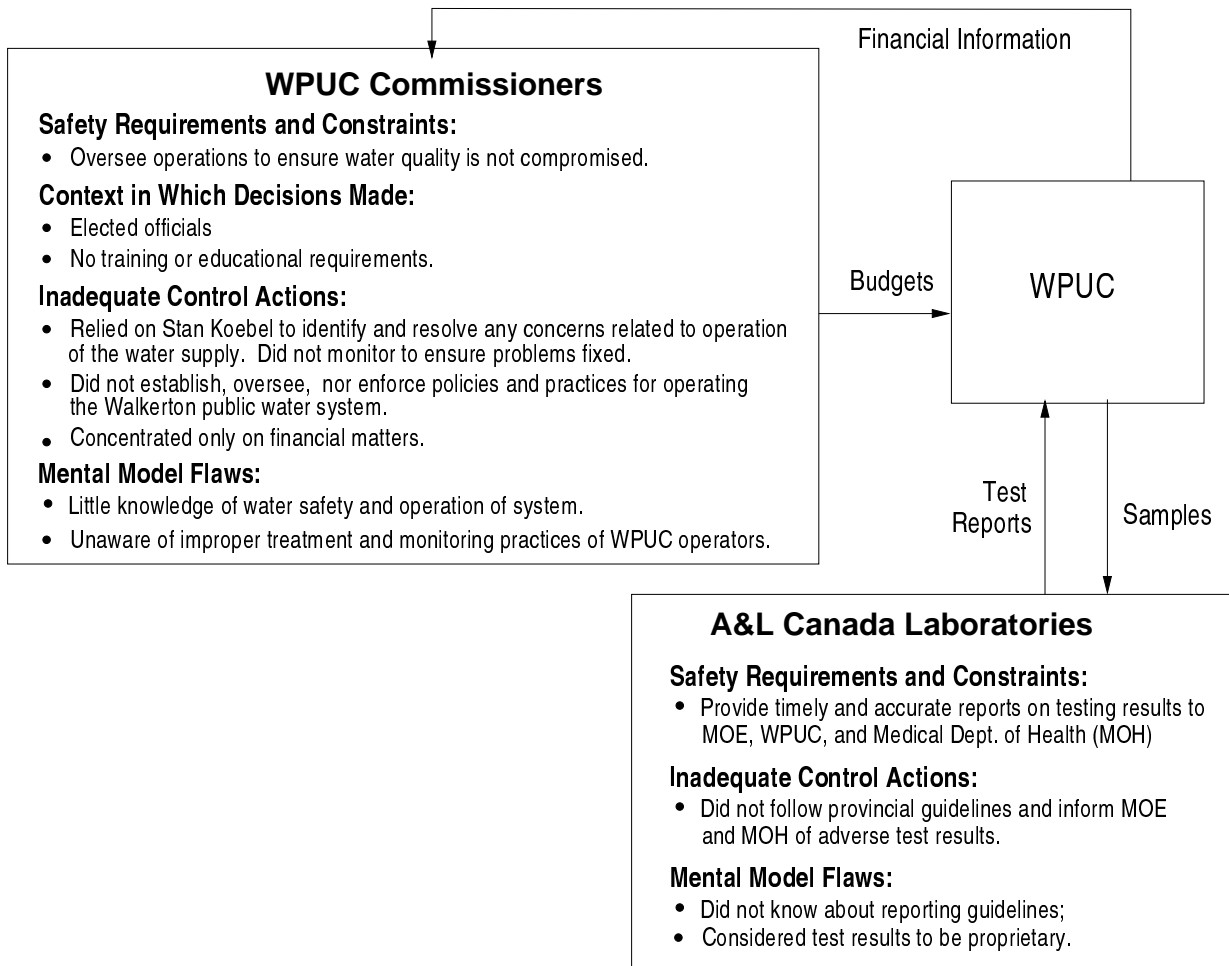 Financial Information
WPUC Commissioners
Safety Requirements and Constraints:
• Oversee operations to ensure water quality is not compromised.
Context in Which Decisions Made:
• Elected officials
• No training or educational requirements.
Inadequate Control Actions:
• Relied on Stan Koebel to identify and resolve any concerns related to operation
of the water supply. Did not monitor to ensure problems fixed.
• Did not establish, oversee, nor enforce policies and practices for operating
the Walkerton public water system.
• Concentrated only on financial matters.
Mental Model Flaws:
• Little knowledge of water safety and operation of system.
• Unaware of improper treatment and monitoring practices of WPUC operators.
Budgets
WPUC
Test
Reports
Samples
A&L Canada Laboratories
Safety Requirements and Constraints:
• Provide timely and accurate reports on testing results to
MOE, WPUC, and Medical Dept. of Health (MOH)
Inadequate Control Actions:
• Did not follow provincial guidelines and inform MOE
and MOH of adverse test results.
Mental Model Flaws:
• Did not know about reporting guidelines;
• Considered test results to be proprietary.